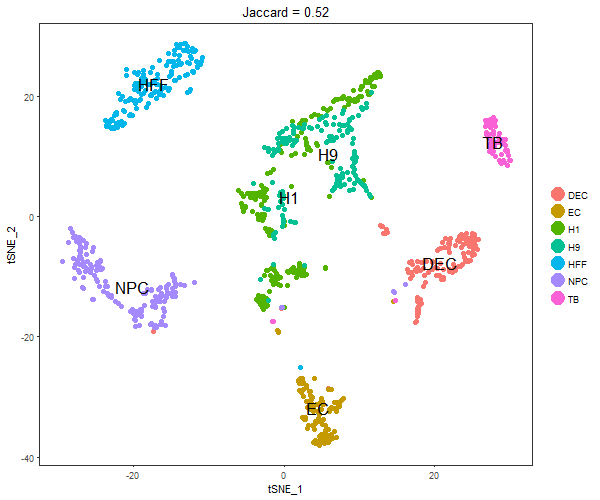 Jaccard = 0.52
HFF
20
TB
H9
DEC
EC
H1
H1
H9
0
HFF
tSNE_2
NPC
TB
DEC
NPC
-20
EC
-40
-20
0
20
tSNE_1